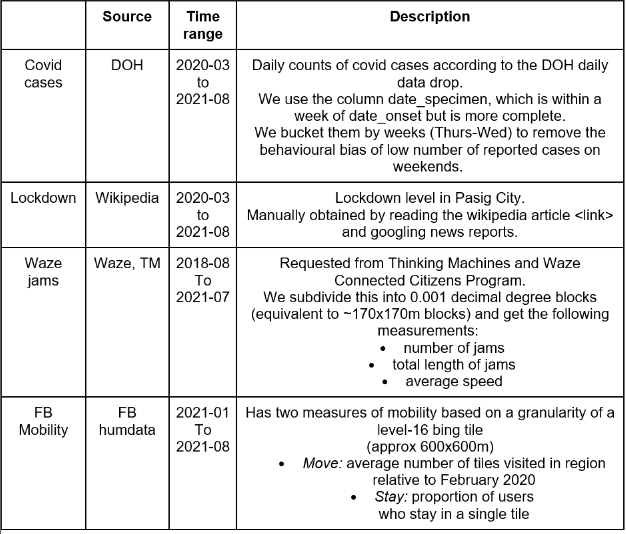 Source
Time range
Description
Covid cases
DOH
2020-03
to
2021-08
Daily counts of covid cases according to the DOH daily
data drop.
We use the column date_specimen, which is within a
week of date_onset but is more complete.
We bucket them by weeks (Thurs-Wed) to remove the
behavioural bias of low number of reported cases on
weekends.
Lockdown
Wikipedia
2020-03
to
2021-08
Lockdown level in Pasig City.
Manually obtained by reading the wikipedia article <link>
and googling news reports.
Waze jams
Waze, TM
2018-08
To
2021-07
Requested from Thinking Machines and Waze
Connected Citizens Program.
We subdivide this into 0.001 decimal degree blocks
(equivalent to ~170x170m blocks) and get the following
measurements:
• number of jams
• total length of jams
• average speed
FB Mobility
FB humdata
2021-01
To
2021-08
Has two measures of mobility based on a granularity of a
level-16 bing tile
(approx 600x600m)
• Move: average number of tiles visited in region
relative to February 2020
• Stay: proportion of users
who stay in a single tile